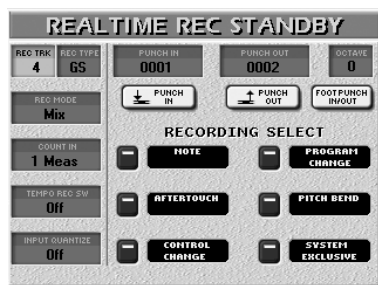 REALTIME REC STANDBY
REC TRK
4
REC TYPE
GS
PUNCH IN
0001
PUNCH OUT
0002
OCTAVE
0
PUNCH
IN
PUNCH
OUT
FOOT PUNCH
IN/OUT
REC MODE
Mix
COUNT IN
1 Meas
TEMPO REC SW
Off
INPUT QUANTIZE
Off
RECORDING SELECT
NOTE
PROGRAM
CHANGE
AFTERTOUCH
PITCH BEND
CONTROL
CHANGE
SYSTEM
EXCLUSIVE